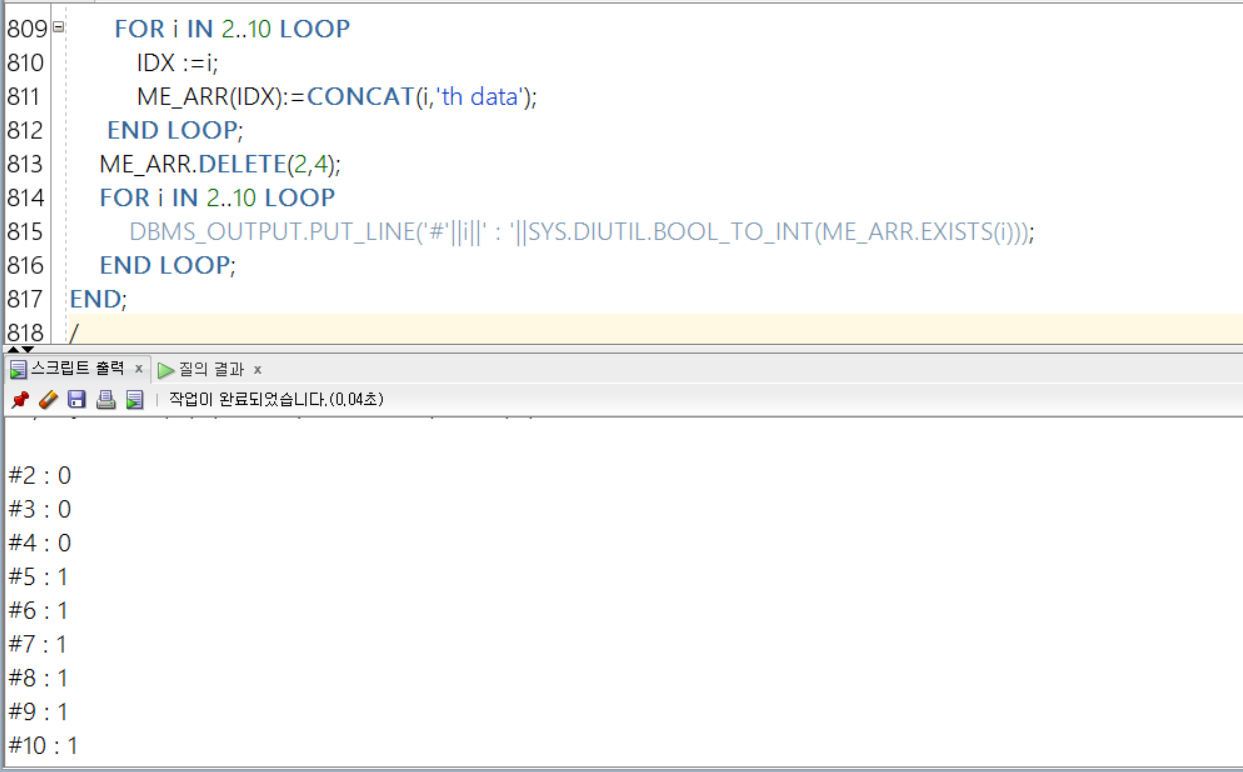 809 FOR i IN 2..10 LOOP
810 IDX :=i;
811 ME_ARR(IDX):=CONCAT(i,'th data');
812 END LOOP;
813 ME_ARR.DELETE(2,4);
814 FOR i IN 2..10 LOOP
815 DBMS_OUTPUT.PUT_LINE('#'||i||' : '||SYS.DIUTIL.BOOL_TO_INT(ME_ARR.EXISTS(i)));
816 END LOOP;
817 END;
818 /
스크립트 출력 x 질의 결과 x
작업이 완료되었습니다.(0,04초)
#2 : 0
#3 : 0
#4 : 0
#5 : 1
#6 : 1
#7 : 1
#8 : 1
#9 : 1
#10 : 1